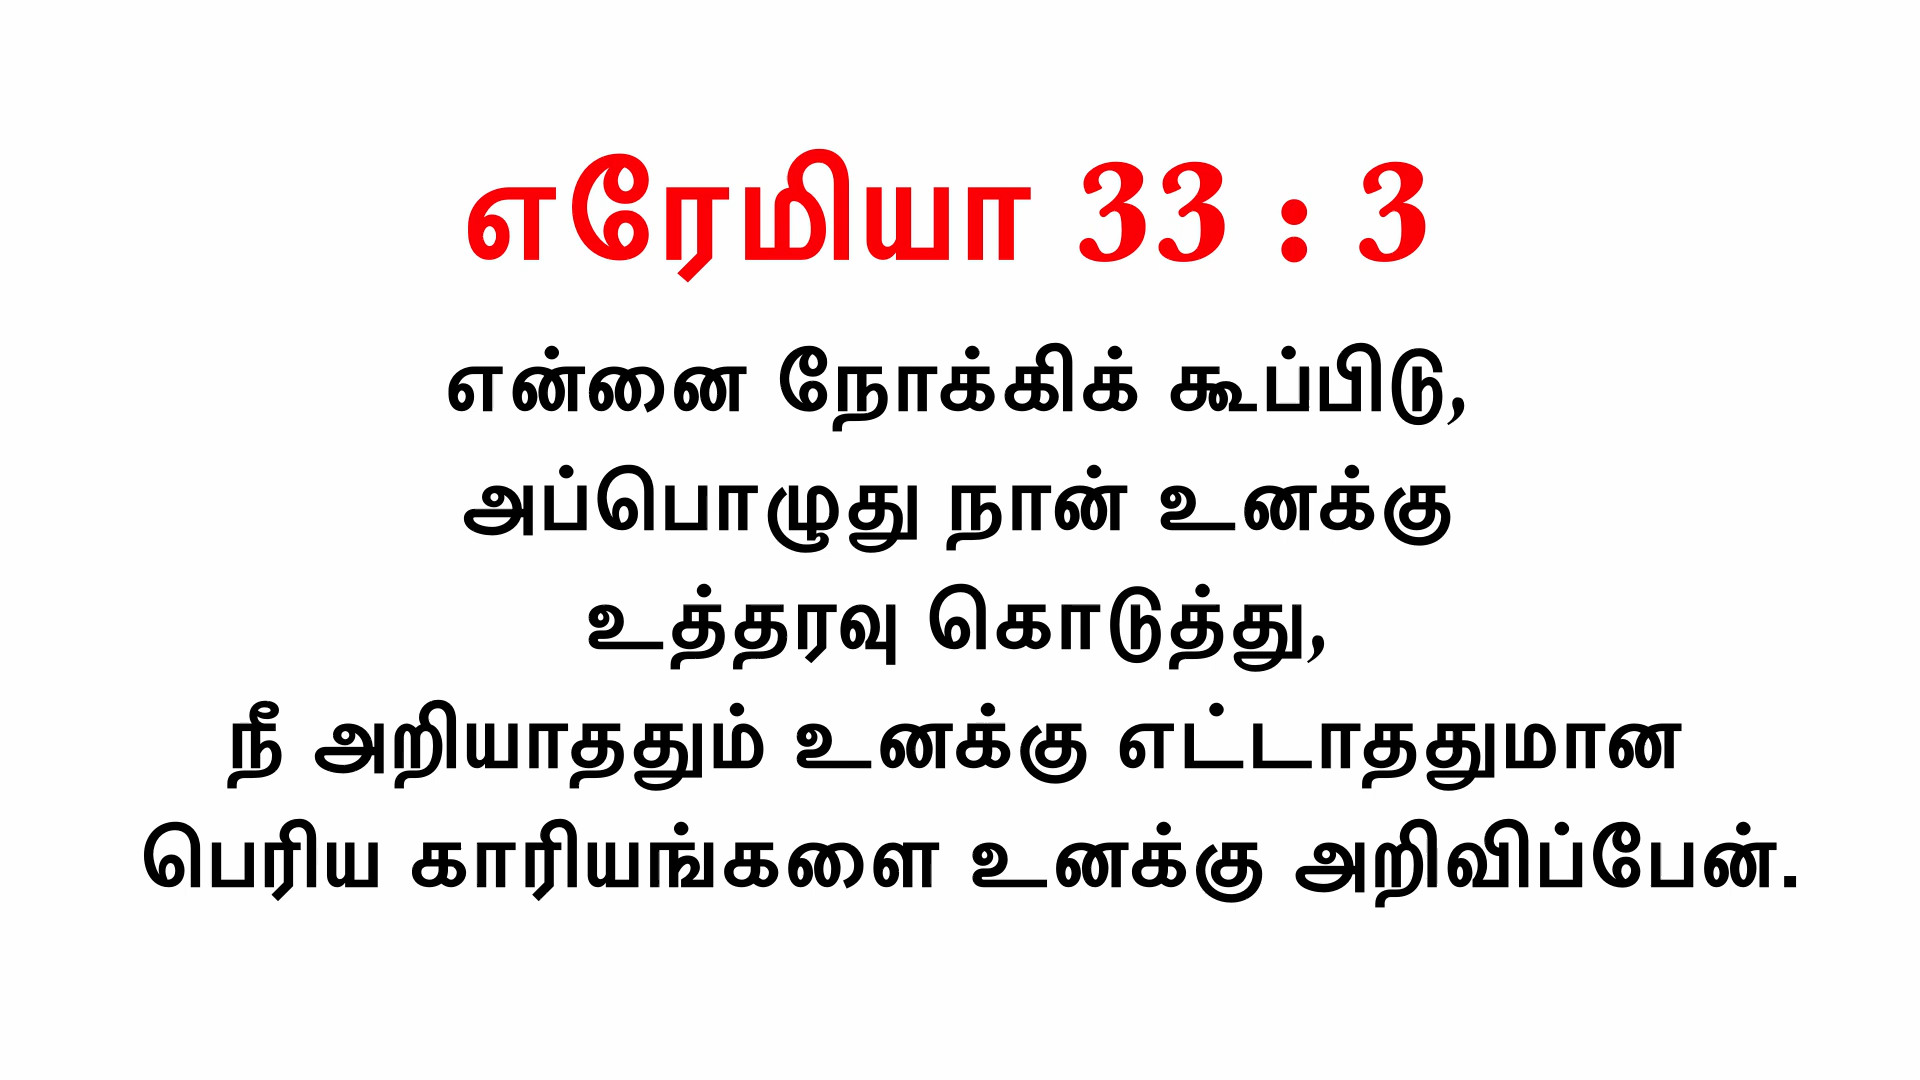 எரேமியா 33 : 3
என்னை நோக்கிக் கூப்பிடு,
அப்பொழுது நான் உனக்கு
உத்தரவு கொடுத்து,
நீ அறியாததும் உனக்கு எட்டாததுமான
பெரிய காரியங்களை உனக்கு அறிவிப்பேன்.